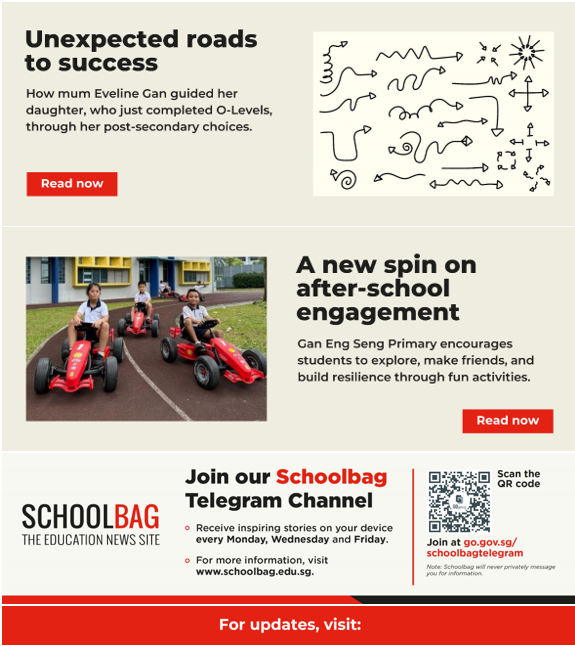 Unexpected roads
to success
How mum Eveline Gan guided her
daughter, who just completed O-Levels,
through her post-secondary choices.
Read now
A new spin on
after-school
engagement
Gan Eng Seng Primary encourages
students to explore, make friends, and
build resilience through fun activities.
Read now
SCHOOLBAG
THE EDUCATION NEWS SITE
Join our Schoolbag
Telegram Channel
Receive inspiring stories on your device
every Monday, Wednesday and Friday.
For more information, visit
www.schoolbag.edu.sg.
Scan the
QR code
Join at go.gov.sg/
schoolbagtelegram
Note: Schoolbag will never privately message
you for information.
For updates, visit: